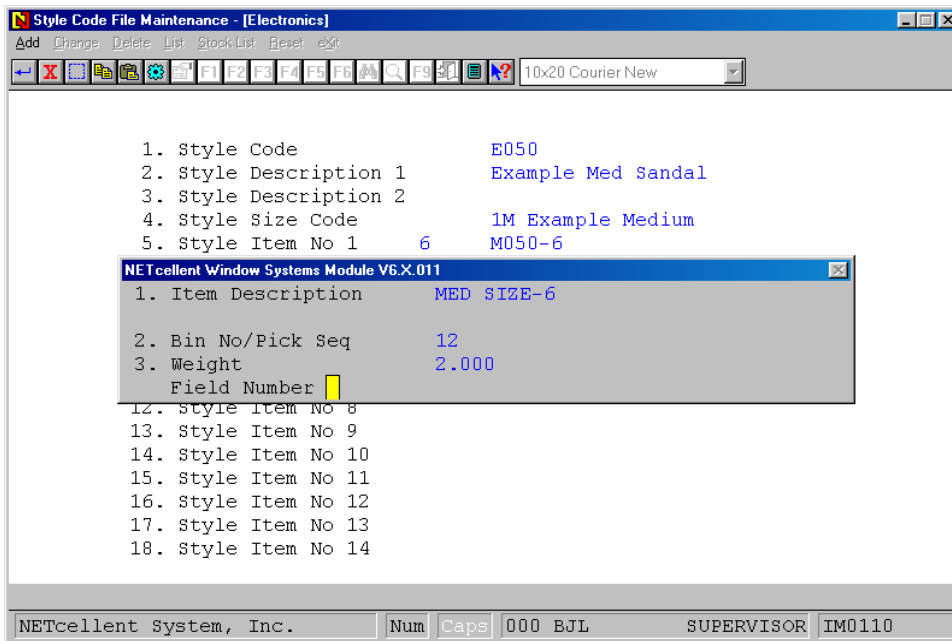 Style Code File Maintenance - [Electronics]
Add Change Delete List Stock List Reset eXit
F1 F2 F3 F4 F5 F6 F9 10x20 Courier New
1. Style Code E050
2. Style Description 1 Example Med Sandal
3. Style Description 2
4. Style Size Code 1M Example Medium
5. Style Item No 1 6 M050-6
NETcellent Window Systems Module V6.X.011
1. Item Description MED SIZE-6
2. Bin No/Pick Seq 12
3. Weight 2.000
Field Number
12. Style Item No 8
13. Style Item No 9
14. Style Item No 10
15. Style Item No 11
16. Style Item No 12
17. Style Item No 13
18. Style Item No 14
NETcellent System, Inc. Num Caps 000 BJL SUPERVISOR IM0110